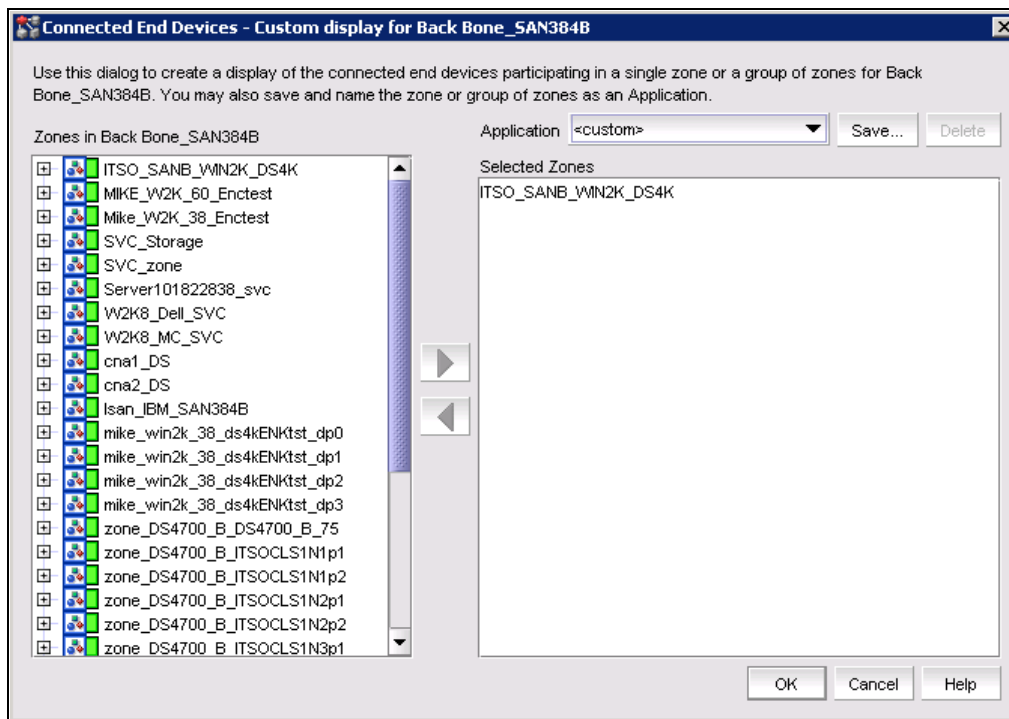 Connected End Devices - Custom display for Back Bone_SAN384B
Use this dialog to create a display of the connected end devices participating in a single zone or a group of zones for Back
Bone_SAN384B. You may also save and name the zone or group of zones as an Application.
Zones in Back Bone_SAN384B
ITSO_SANB_WIN2K_DS4K
MIKE_W2K_60_Enctest
Mike_W2K_38_Enctest
SVC_Storage
SVC_zone
Server101822838_svc
W2K8_Dell_SVC
W2K8_MC_SVC
cna1_DS
cna2_DS
lsan_IBM_SAN384B
mike_win2k_38_ds4kENKtst_dp0
mike_win2k_38_ds4kENKtst_dp1
mike_win2k_38_ds4kENKtst_dp2
mike_win2k_38_ds4kENKtst_dp3
zone_DS4700_B_DS4700_B_75
zone_DS4700_B_ITSOCLS1N1p1
zone_DS4700_B_ITSOCLS1N1p2
zone_DS4700_B_ITSOCLS1N2p1
zone_DS4700_B_ITSOCLS1N2p2
zone_DS4700_B_ITSOCLS1N3p1
Application <custom> Save... Delete
Selected Zones
ITSO_SANB_WIN2K_DS4K
OK Cancel Help